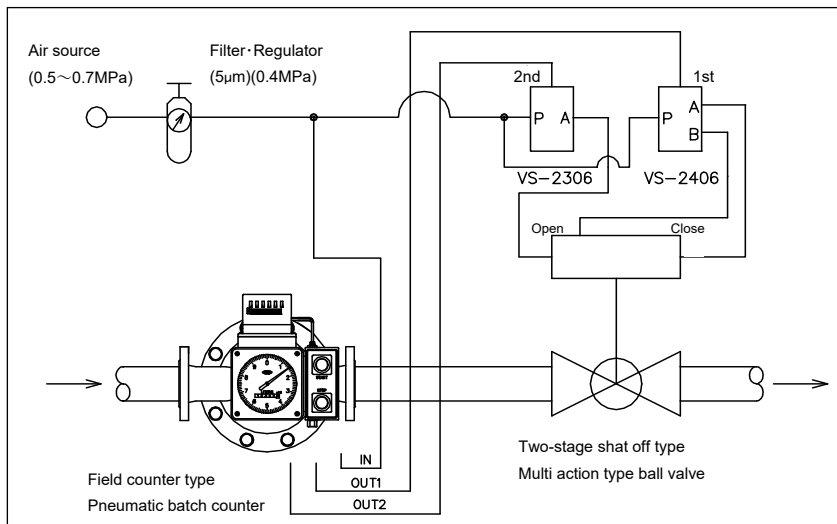 Air source
(0.5～0.7MPa)
Filter・Regulator
(5μm)(0.4MPa)
2nd
1st
P
A
P
A
B
VS-2306
VS-2406
Open
Close
START
STOP
IN
OUT1
OUT2
Field counter type
Pneumatic batch counter
Two-stage shat off type
Multi action type ball valve